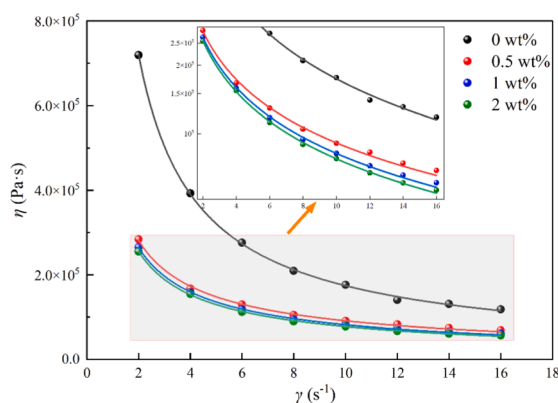 8.0×10⁵
6.0×10⁵
4.0×10⁵
2.0×10⁵
0.0
η (Pa·s)
0 2 4 6 8 10 12 14 16 18
γ (s⁻¹)
0 wt%
0.5 wt%
1 wt%
2 wt%
2.5×10⁵
2×10⁵
1.5×10⁵
10⁵
2 4 6 8 10 12 14 16